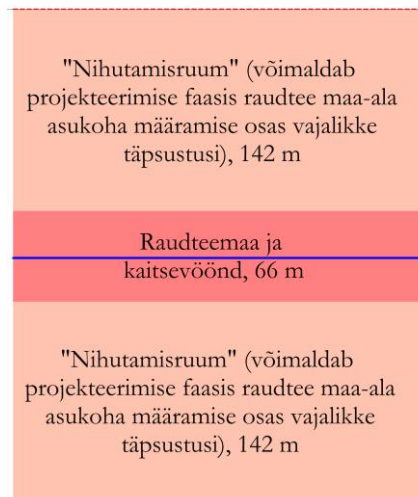 "Nihutamisruum" (võimaldab
projekteerimise faasis raudtee maa-ala
asukoha määramise osas vajalikke
täpsustusi), 142 m
Raudteemaa ja
kaitsevöönd, 66 m
"Nihutamisruum" (võimaldab
projekteerimise faasis raudtee maa-ala
asukoha määramise osas vajalikke
täpsustusi), 142 m